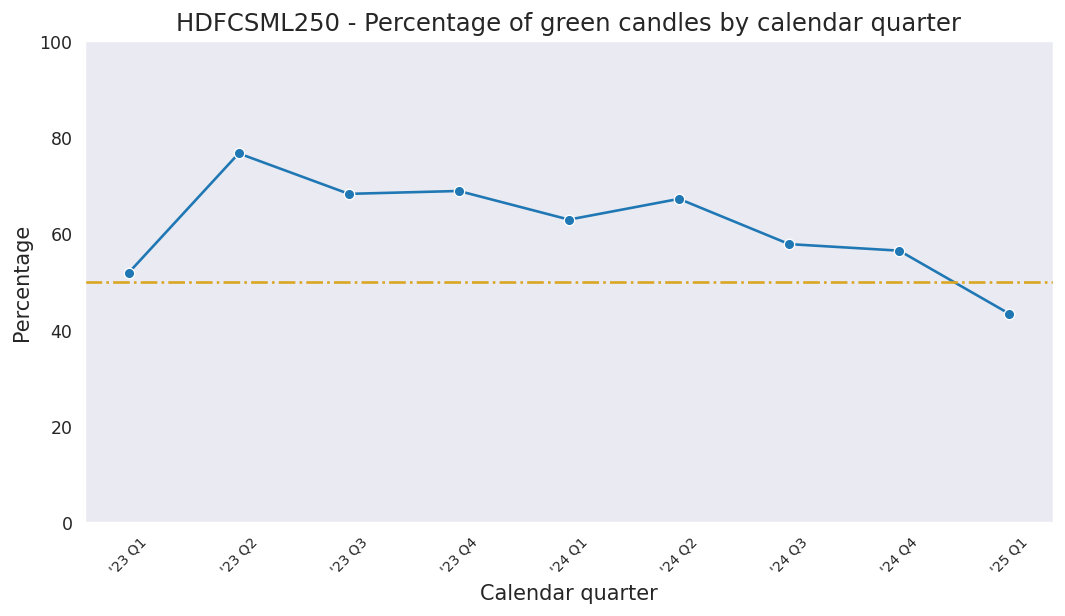 HDFCSML250 - Percentage of green candles by calendar quarter
Percentage
100
80
60
40
20
0
'23 Q1
'23 Q2
'23 Q3
'23 Q4
'24 Q1
'24 Q2
'24 Q3
'24 Q4
'25 Q1
Calendar quarter